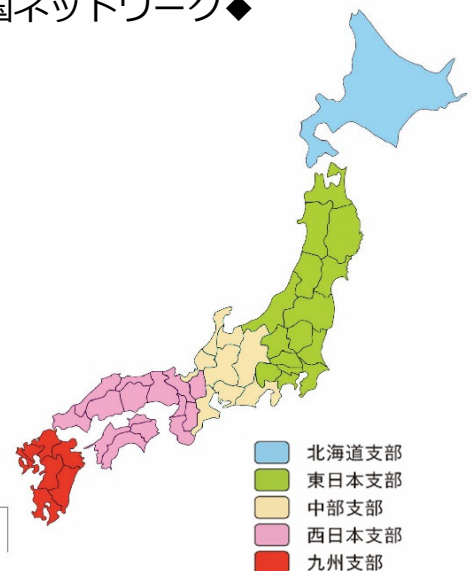 国ネットワーク◆
北海道支部
東日本支部
中部支部
西日本支部
九州支部